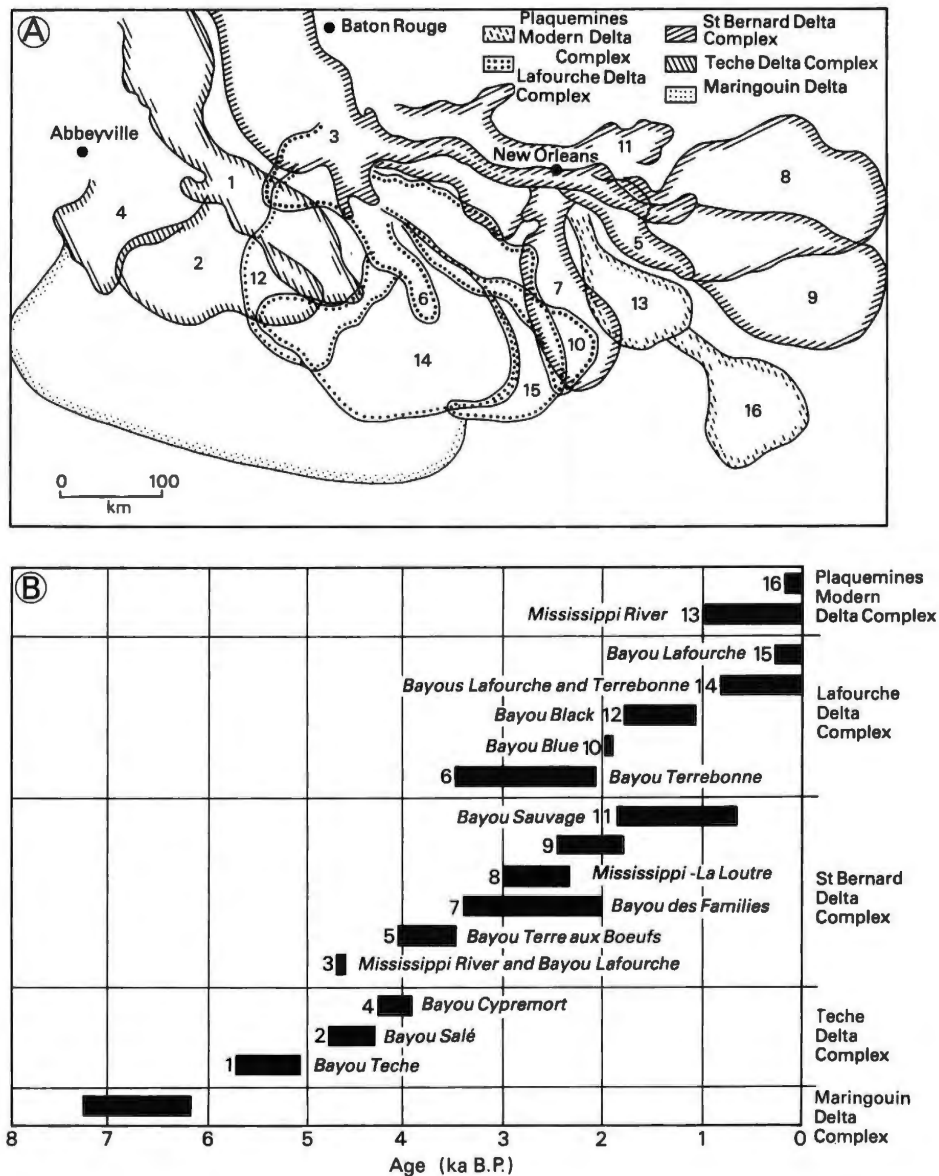 A
Baton Rouge
Plaquemines
Modern Delta
Complex
Lafourche Delta
Complex
St Bernard Delta
Complex
Teche Delta Complex
Maringouin Delta
Abbeyville
New Orleans
1
2
3
4
5
6
7
8
9
10
11
12
13
14
15
16
0 100
km
B
16
Plaquemines
Modern
Delta Complex
Mississippi River 13
Bayou Lafourche 15
Bayous Lafourche and Terrebonne 14
Bayou Black 12
Bayou Blue 10
6 Bayou Terrebonne
Lafourche
Delta
Complex
Bayou Sauvage 11
9
8 Mississippi -La Loutre
7 Bayou des Families
5 Bayou Terre aux Boeufs
3 Mississippi River and Bayou Lafourche
St Bernard
Delta
Complex
4 Bayou Cypremort
2 Bayou Salé
1 Bayou Teche
Teche
Delta
Complex
Maringouin
Delta
Complex
8 7 6 5 4 3 2 1 0
Age (ka B.P.)